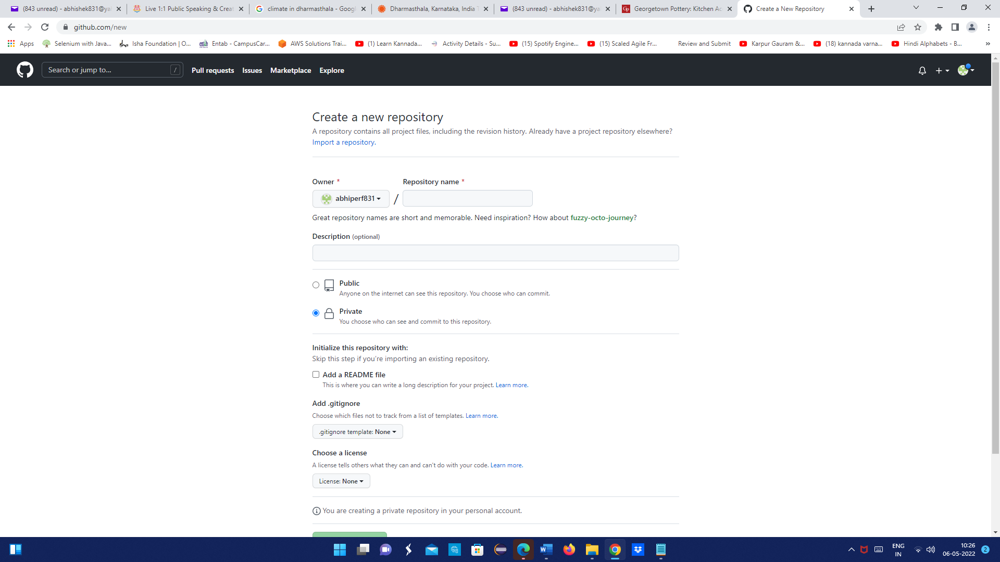 (843 unread) - abhishek831@ya
Live 1:1 Public Speaking & Creat
climate in dharmasthala - Googl
Dharmasthala, Karnataka, India T
(843 unread) - abhishek831@ya
Georgetown Pottery: Kitchen Ac
Create a New Repository
github.com/new
Apps
Selenium with Java...
Isha Foundation | O...
Entab - CampusCar...
AWS Solutions Trai...
(1) Learn Kannada...
Activity Details - Su...
(15) Spotify Engine...
(15) Scaled Agile Fr...
Review and Submit
Karpur Gauram &...
(18) kannada varna...
Hindi Alphabets - B...
»
Search or jump to...
/
Pull requests
Issues
Marketplace
Explore
Create a new repository
A repository contains all project files, including the revision history. Already have a project repository elsewhere?
Import a repository.
Owner *
Repository name *
abhiperf831
/
Great repository names are short and memorable. Need inspiration? How about fuzzy-octo-journey?
Description (optional)
Public
Anyone on the internet can see this repository. You choose who can commit.
Private
You choose who can see and commit to this repository.
Initialize this repository with:
Skip this step if you're importing an existing repository.
Add a README file
This is where you can write a long description for your project. Learn more.
Add .gitignore
Choose which files not to track from a list of templates. Learn more.
.gitignore template: None
Choose a license
A license tells others what they can and can't do with your code. Learn more.
License: None
You are creating a private repository in your personal account.
ENG
IN
10:26
06-05-2022
2